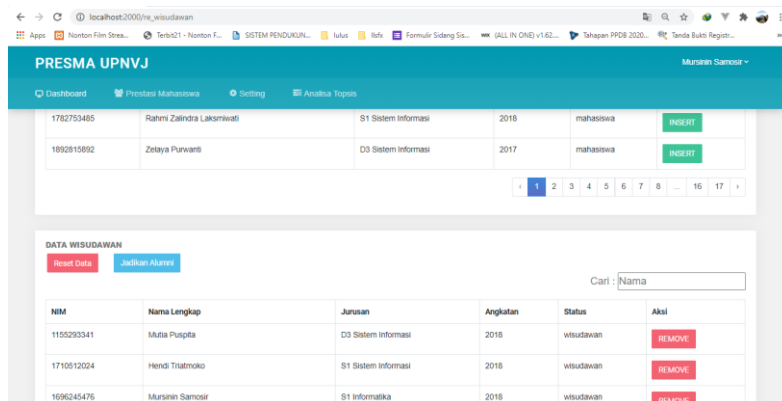 localhost:2000/re_wisudawan
Apps Nonton Film Strea... Terbit21 - Nonton F... SISTEM PENDUKUN... lulus Itsfx Formulir Sidang Sis... (ALL IN ONE) v1.62... Tahapan PPDB 2020... Tanda Bukti Registr...
PRESMA UPNVJ Mursinin Samosir
Dashboard Prestasi Mahasiswa Setting Analisa Topsis
1782753485 Rahmi Zalindra Laksmiwati S1 Sistem Informasi 2018 mahasiswa INSERT
1892815892 Zelaya Purwanti D3 Sistem Informasi 2017 mahasiswa INSERT
‹ 1 2 3 4 5 6 7 8 ... 16 17 ›
DATA WISUDAWAN
Reset Data Jadikan Alumni
Cari : Nama
NIM Nama Lengkap Jurusan Angkatan Status Aksi
1155293341 Mutia Puspita D3 Sistem Informasi 2018 wisudawan REMOVE
1710512024 Hendi Triatmoko S1 Sistem Informasi 2018 wisudawan REMOVE
1696245476 Mursinin Samosir S1 Informatika 2018 wisudawan REMOVE